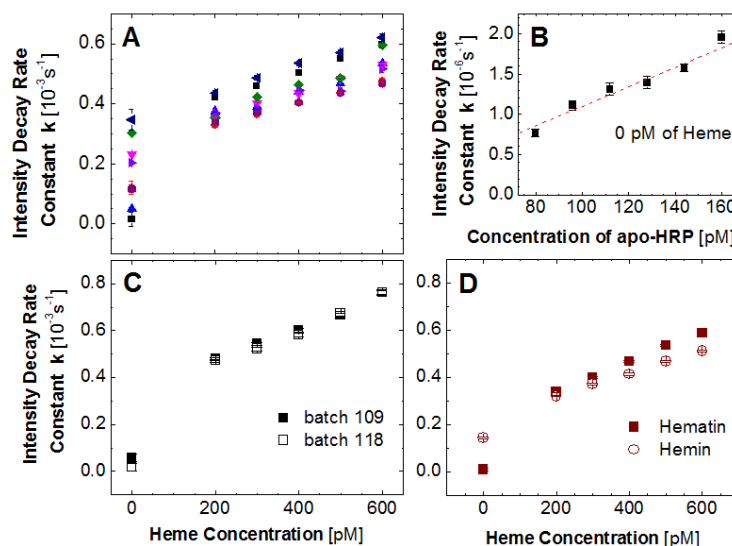 A
Intensity Decay Rate
Constant k [10⁻³s⁻¹]
0.6
0.4
0.2
0.0
B
Intensity Decay Rate
Constant k [10⁻⁶s⁻¹]
2.0
1.5
1.0
0.5
0.0
0 pM of Heme
80 100 120 140 160
Concentration of apo-HRP [pM]
C
Intensity Decay Rate
Constant k [10⁻³s⁻¹]
0.8
0.6
0.4
0.2
0.0
batch 109
batch 118
0 200 300 400 500 600
Heme Concentration [pM]
D
0.8
0.6
0.4
0.2
0.0
Hematin
Hemin
0 200 300 400 500 600
Heme Concentration [pM]